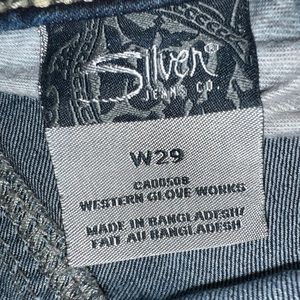 Silver®
JEANS CO.
W29
CA00508
WESTERN GLOVE WORKS
MADE IN BANGLADESH/
FAIT AU BANGLADESH